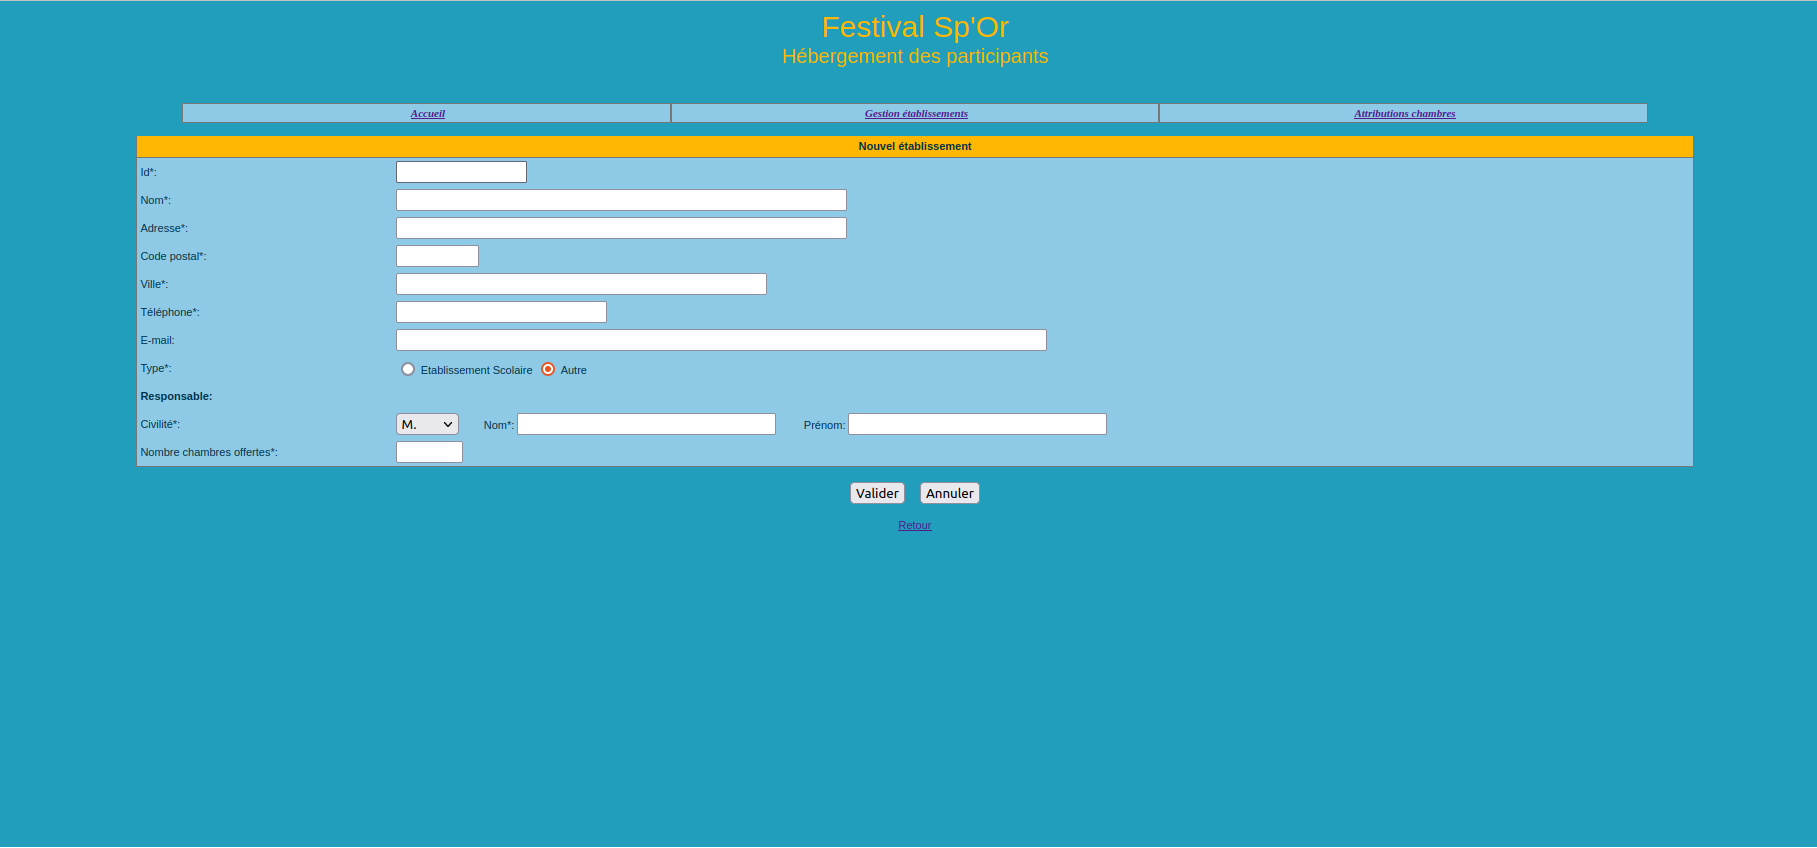 Festival Sp'Or
Hébergement des participants
Accueil Gestion établissements Attributions chambres
Nouvel établissement
Id*:
Nom*:
Adresse*:
Code postal*:
Ville*:
Téléphone*:
E-mail:
Type*: Etablissement Scolaire Autre
Responsable:
Civilité*: M. Nom*: Prénom:
Nombre chambres offertes*:
Valider Annuler
Retour